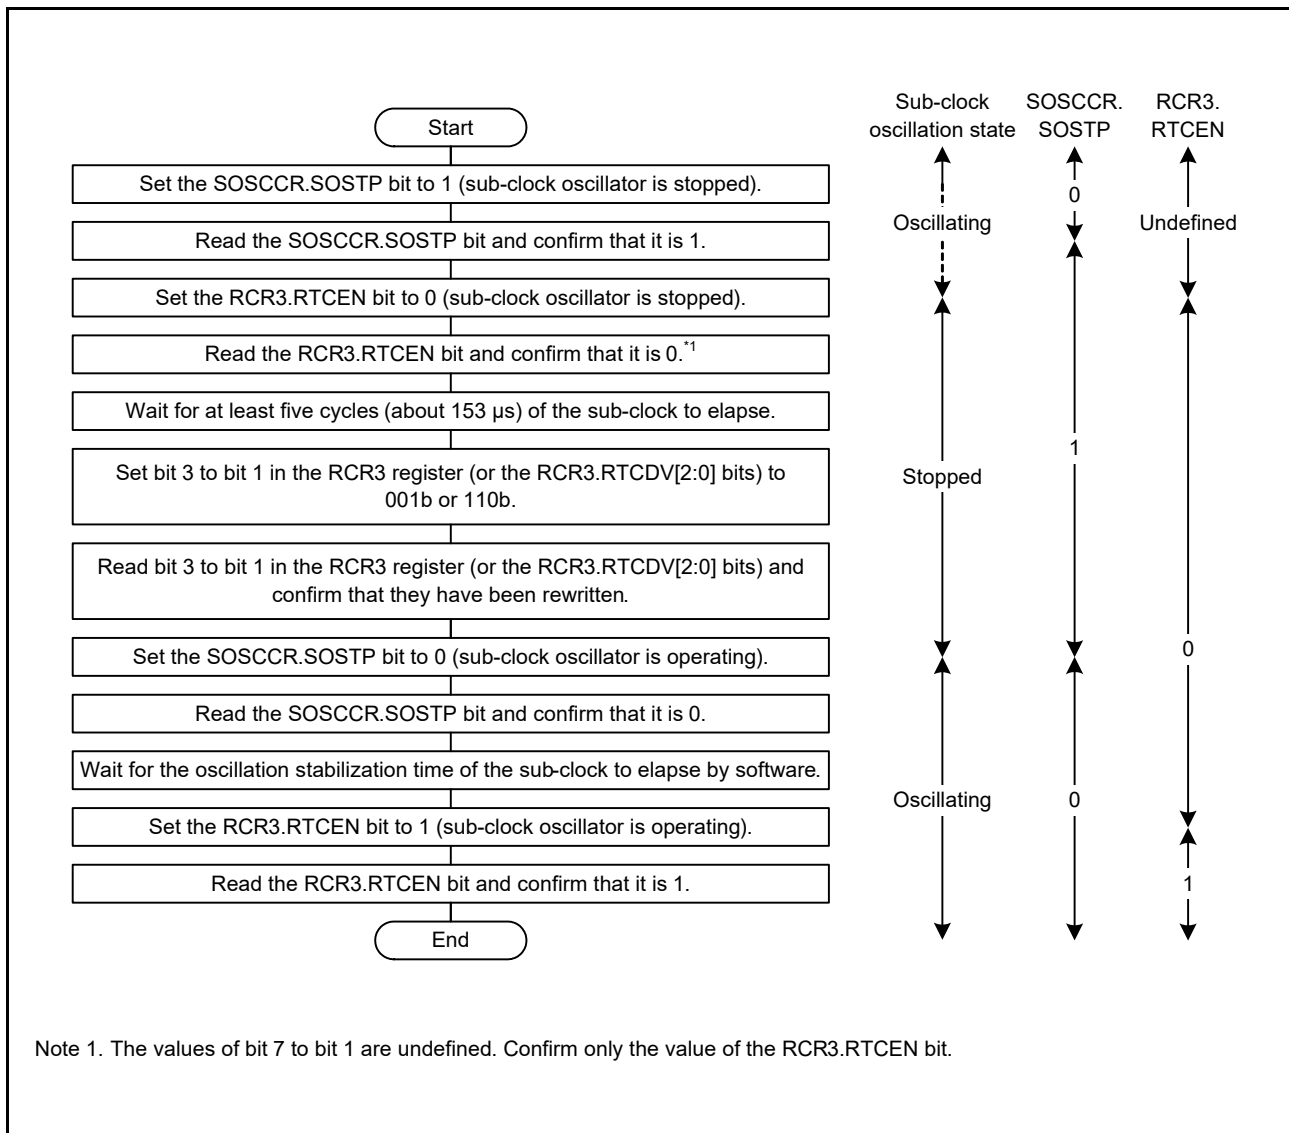 Start
Set the SOSCCR.SOSTP bit to 1 (sub-clock oscillator is stopped).
Read the SOSCCR.SOSTP bit and confirm that it is 1.
Set the RCR3.RTCEN bit to 0 (sub-clock oscillator is stopped).
Read the RCR3.RTCEN bit and confirm that it is 0.*1
Wait for at least five cycles (about 153 µs) of the sub-clock to elapse.
Set bit 3 to bit 1 in the RCR3 register (or the RCR3.RTCDV[2:0] bits) to
001b or 110b.
Read bit 3 to bit 1 in the RCR3 register (or the RCR3.RTCDV[2:0] bits) and
confirm that they have been rewritten.
Set the SOSCCR.SOSTP bit to 0 (sub-clock oscillator is operating).
Read the SOSCCR.SOSTP bit and confirm that it is 0.
Wait for the oscillation stabilization time of the sub-clock to elapse by software.
Set the RCR3.RTCEN bit to 1 (sub-clock oscillator is operating).
Read the RCR3.RTCEN bit and confirm that it is 1.
End
Sub-clock
oscillation state
Oscillating
Stopped
Oscillating
SOSCCR.
SOSTP
0
1
0
RCR3.
RTCEN
Undefined
0
1
Note 1. The values of bit 7 to bit 1 are undefined. Confirm only the value of the RCR3.RTCEN bit.